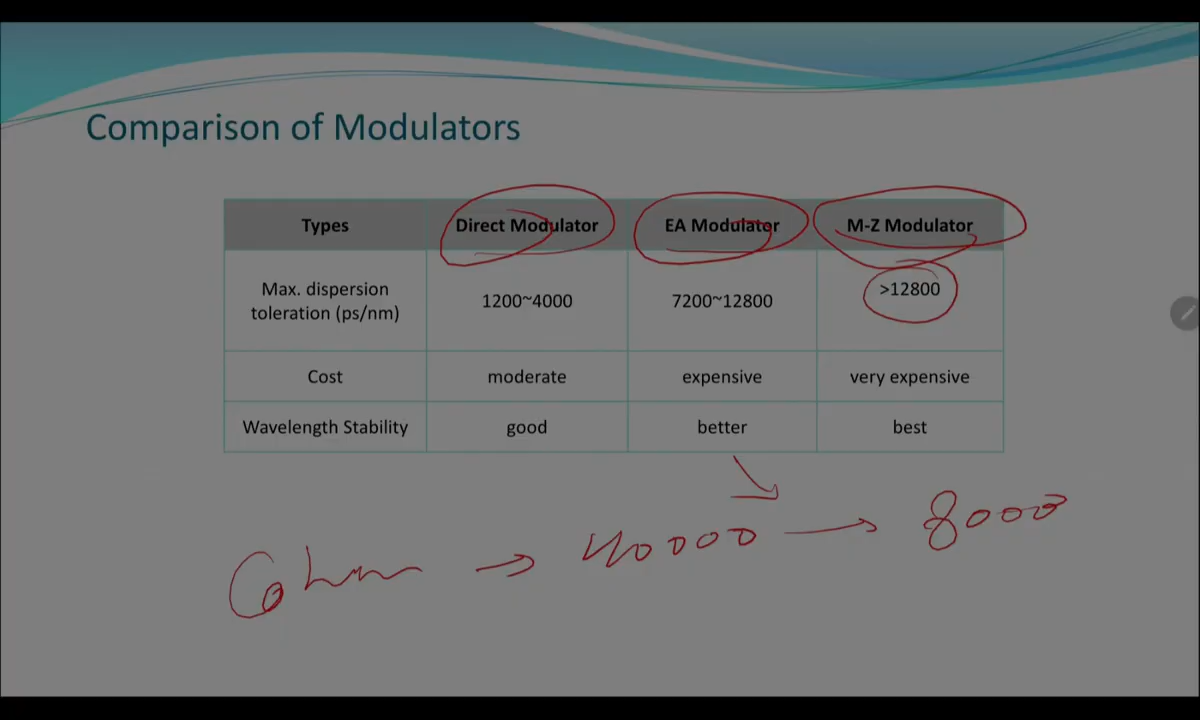 Comparison of Modulators
Types Direct Modulator EA Modulator M-Z Modulator
Max. dispersion
toleration (ps/nm) 1200~4000 7200~12800 >12800
Cost moderate expensive very expensive
Wavelength Stability good better best
→ 40000 → 8000